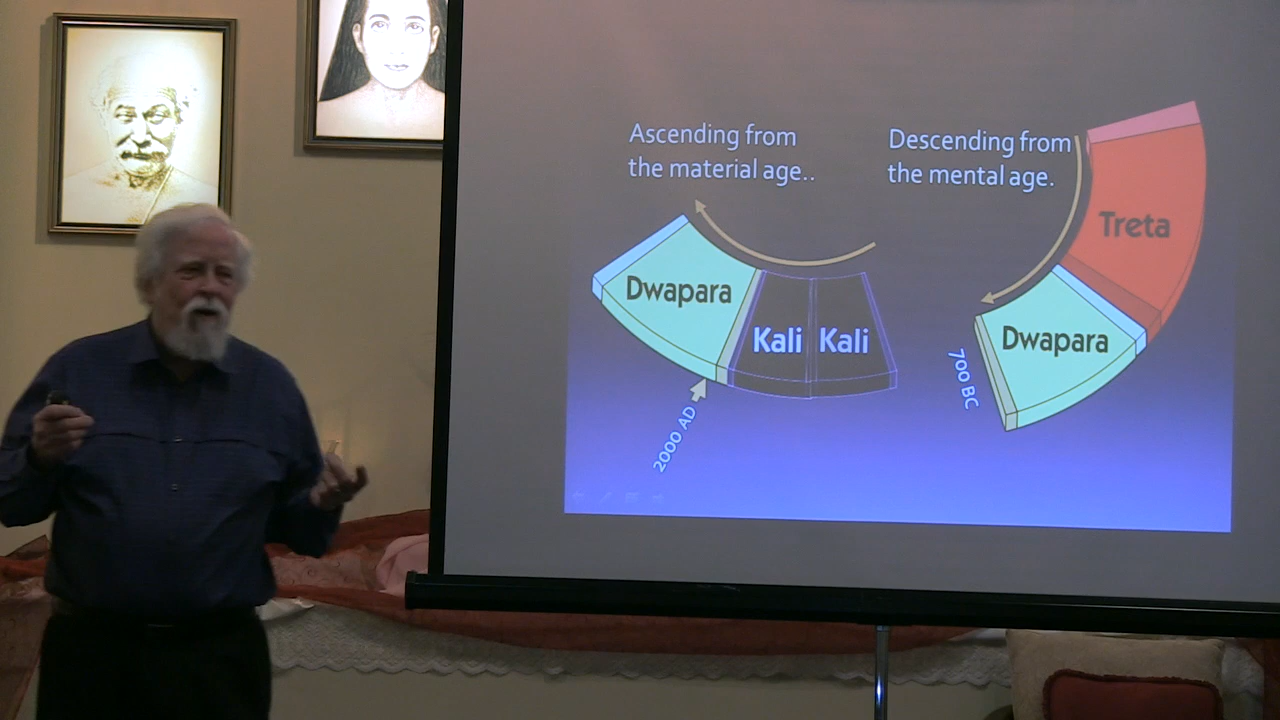 Ascending from
the material age..
Dwapara
Kali
Kali
2000 AD
Descending from
the mental age.
Treta
Dwapara
700 BC